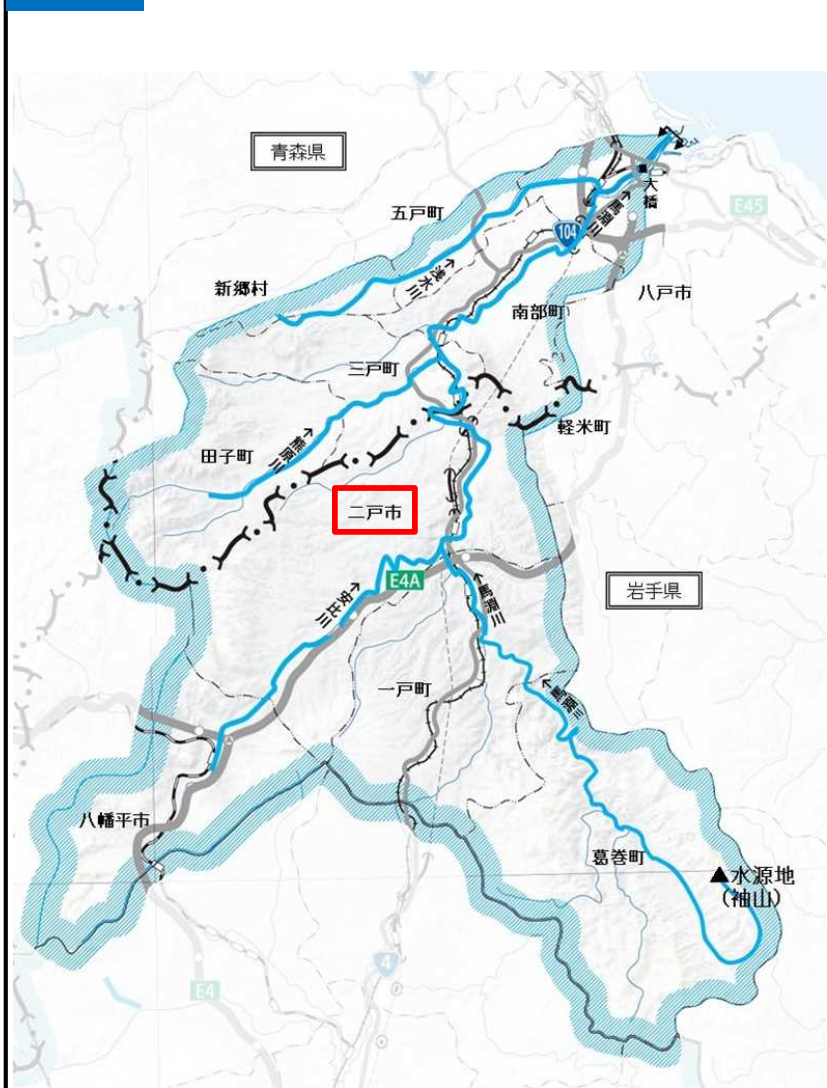 青森県
大橋
五戸町
E45
↑馬淵川
104
↑浅水川
新郷村
八戸市
南部町
三戸町
軽米町
↑熊原川
田子町
二戸市
E4A
岩手県
↑安比川
↑馬淵川
一戸町
↑馬淵川
八幡平市
葛巻町
▲水源地
(袖山)
4
E4